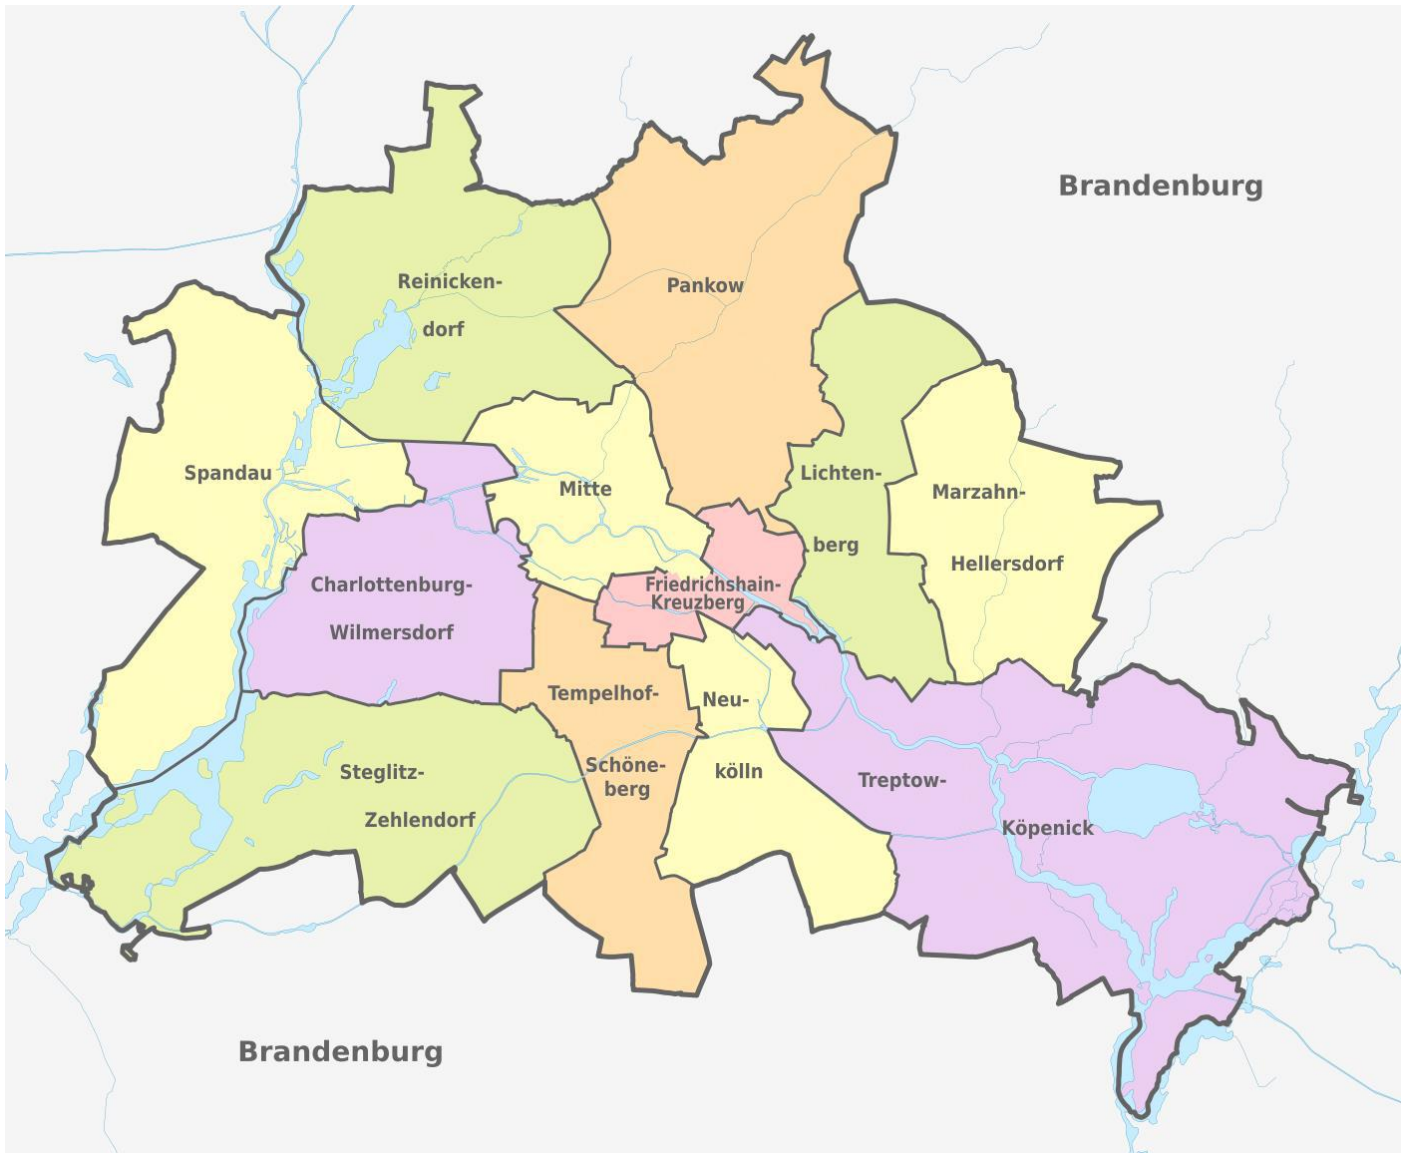 Brandenburg
Reinicken-
dorf
Pankow
Spandau
Mitte
Lichten-
berg
Marzahn-
Hellersdorf
Charlottenburg-
Wilmersdorf
Friedrichshain-
Kreuzberg
Tempelhof-
Schöne-
berg
Neu-
kölln
Steglitz-
Zehlendorf
Treptow-
Köpenick
Brandenburg